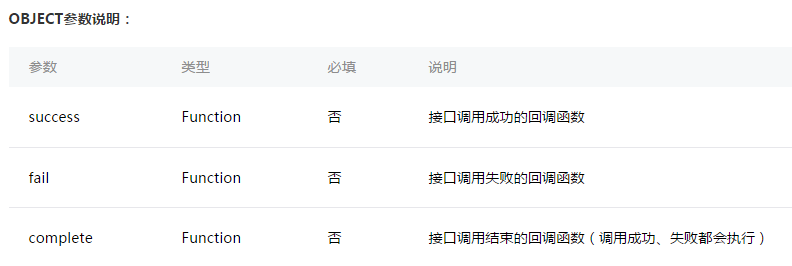 OBJECT参数说明：
参数 类型 必填 说明
success Function 否 接口调用成功的回调函数
fail Function 否 接口调用失败的回调函数
complete Function 否 接口调用结束的回调函数（调用成功、失败都会执行）